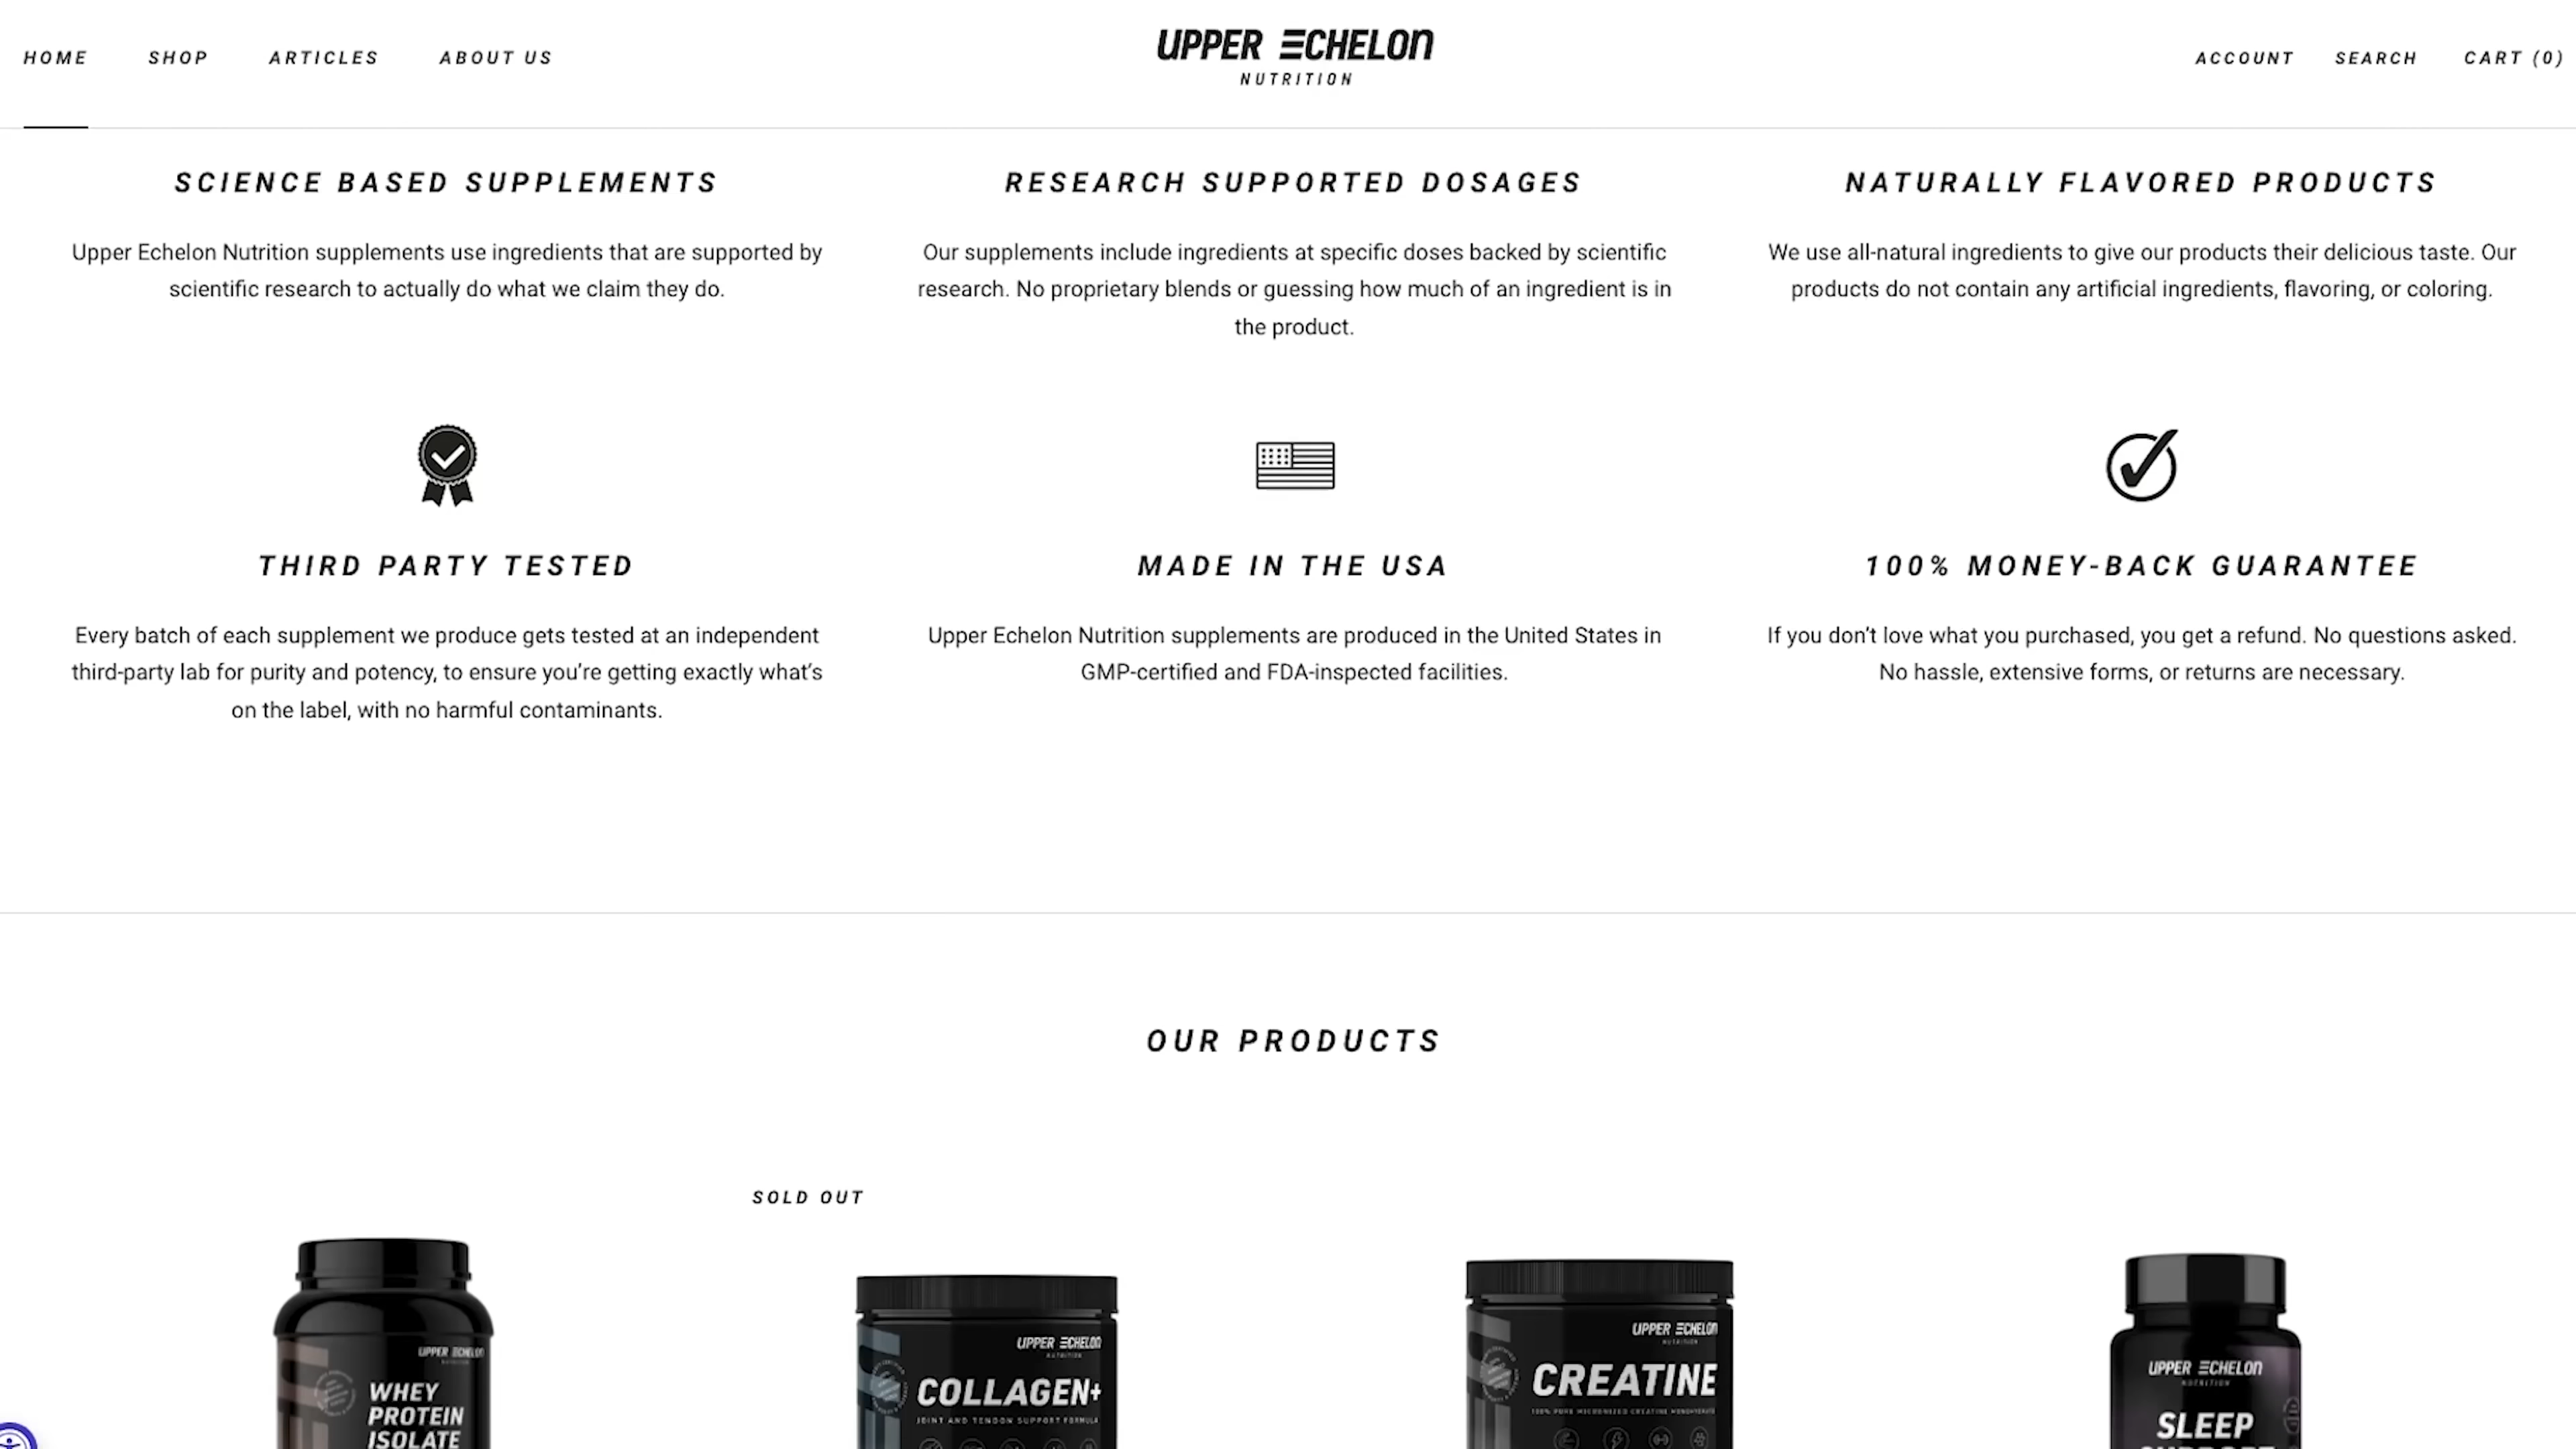 HOME SHOP ARTICLES ABOUT US
UPPER ECHELON
NUTRITION
ACCOUNT SEARCH CART (0)
SCIENCE BASED SUPPLEMENTS
Upper Echelon Nutrition supplements use ingredients that are supported by
scientific research to actually do what we claim they do.
RESEARCH SUPPORTED DOSAGES
Our supplements include ingredients at specific doses backed by scientific
research. No proprietary blends or guessing how much of an ingredient is in
the product.
NATURALLY FLAVORED PRODUCTS
We use all-natural ingredients to give our products their delicious taste. Our
products do not contain any artificial ingredients, flavoring, or coloring.
THIRD PARTY TESTED
Every batch of each supplement we produce gets tested at an independent
third-party lab for purity and potency, to ensure you’re getting exactly what’s
on the label, with no harmful contaminants.
MADE IN THE USA
Upper Echelon Nutrition supplements are produced in the United States in
GMP-certified and FDA-inspected facilities.
100% MONEY-BACK GUARANTEE
If you don’t love what you purchased, you get a refund. No questions asked.
No hassle, extensive forms, or returns are necessary.
OUR PRODUCTS
SOLD OUT
UPPER ECHELON
WHEY
PROTEIN
ISOLATE
UPPER ECHELON
NUTRITION
COLLAGEN+
JOINT AND TENDON SUPPORT FORMULA
UPPER ECHELON
NUTRITION
CREATINE
100% PURE MICRONIZED CREATINE MONOHYDRATE
UPPER ECHELON
NUTRITION
SLEEP